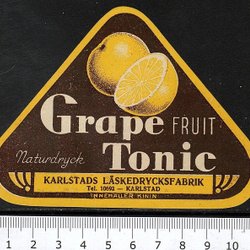 Grape FRUIT
Naturdryck Tonic
KARLSTADS LÄSKEDRYCKSFABRIK
Tel. 10692 — KARLSTAD
INNEHÅLLER KININ
0 1 2 3 4 5 6 7 8 9 10